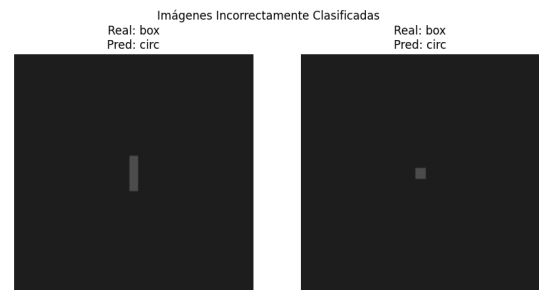 Imágenes Incorrectamente Clasificadas
Real: box
Pred: circ
Real: box
Pred: circ